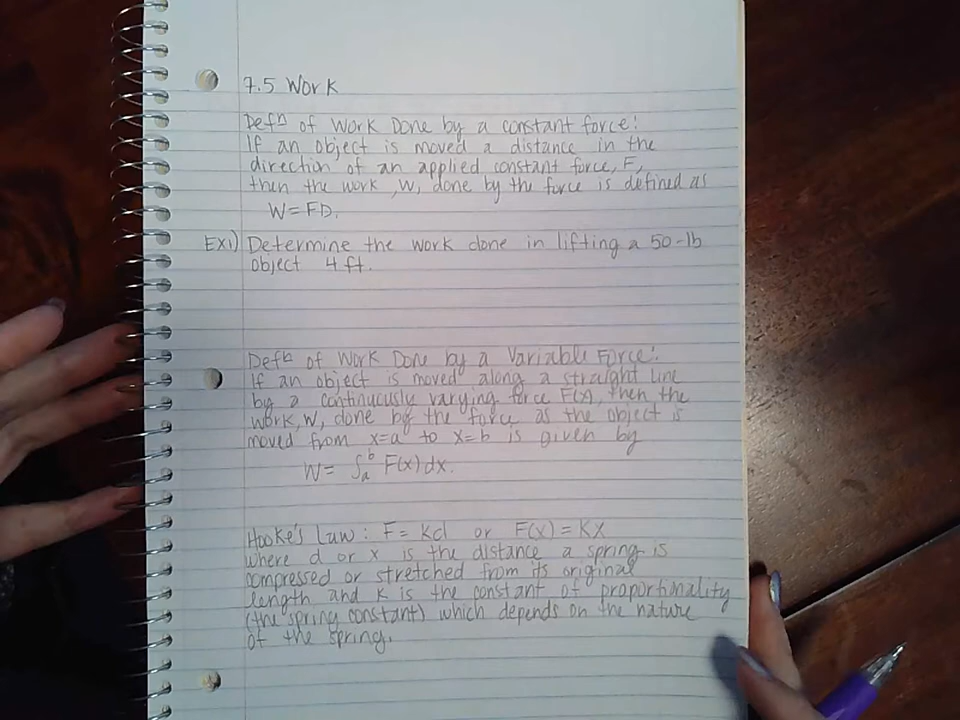 7.5 Work
Defn of Work Done by a constant force:
If an object is moved a distance in the
direction of an applied constant force, F,
then the work, W, done by the force is defined as
W=FD.
EX1) Determine the work done in lifting a 50-lb
object 4 ft.
Defn of Work Done by a Variable Force:
If an object is moved along a straight line
by a continuously varying force F(x), then the
work, W, done by the force as the object is
moved from x=a to x=b is given by
W= ∫ₐᵇ F(x)dx.
Hooke's Law: F= Kd or F(x)=KX
where d or x is the distance a spring is
compressed or stretched from its original
length and K is the constant of proportionality
(the spring constant) which depends on the nature
of the spring.